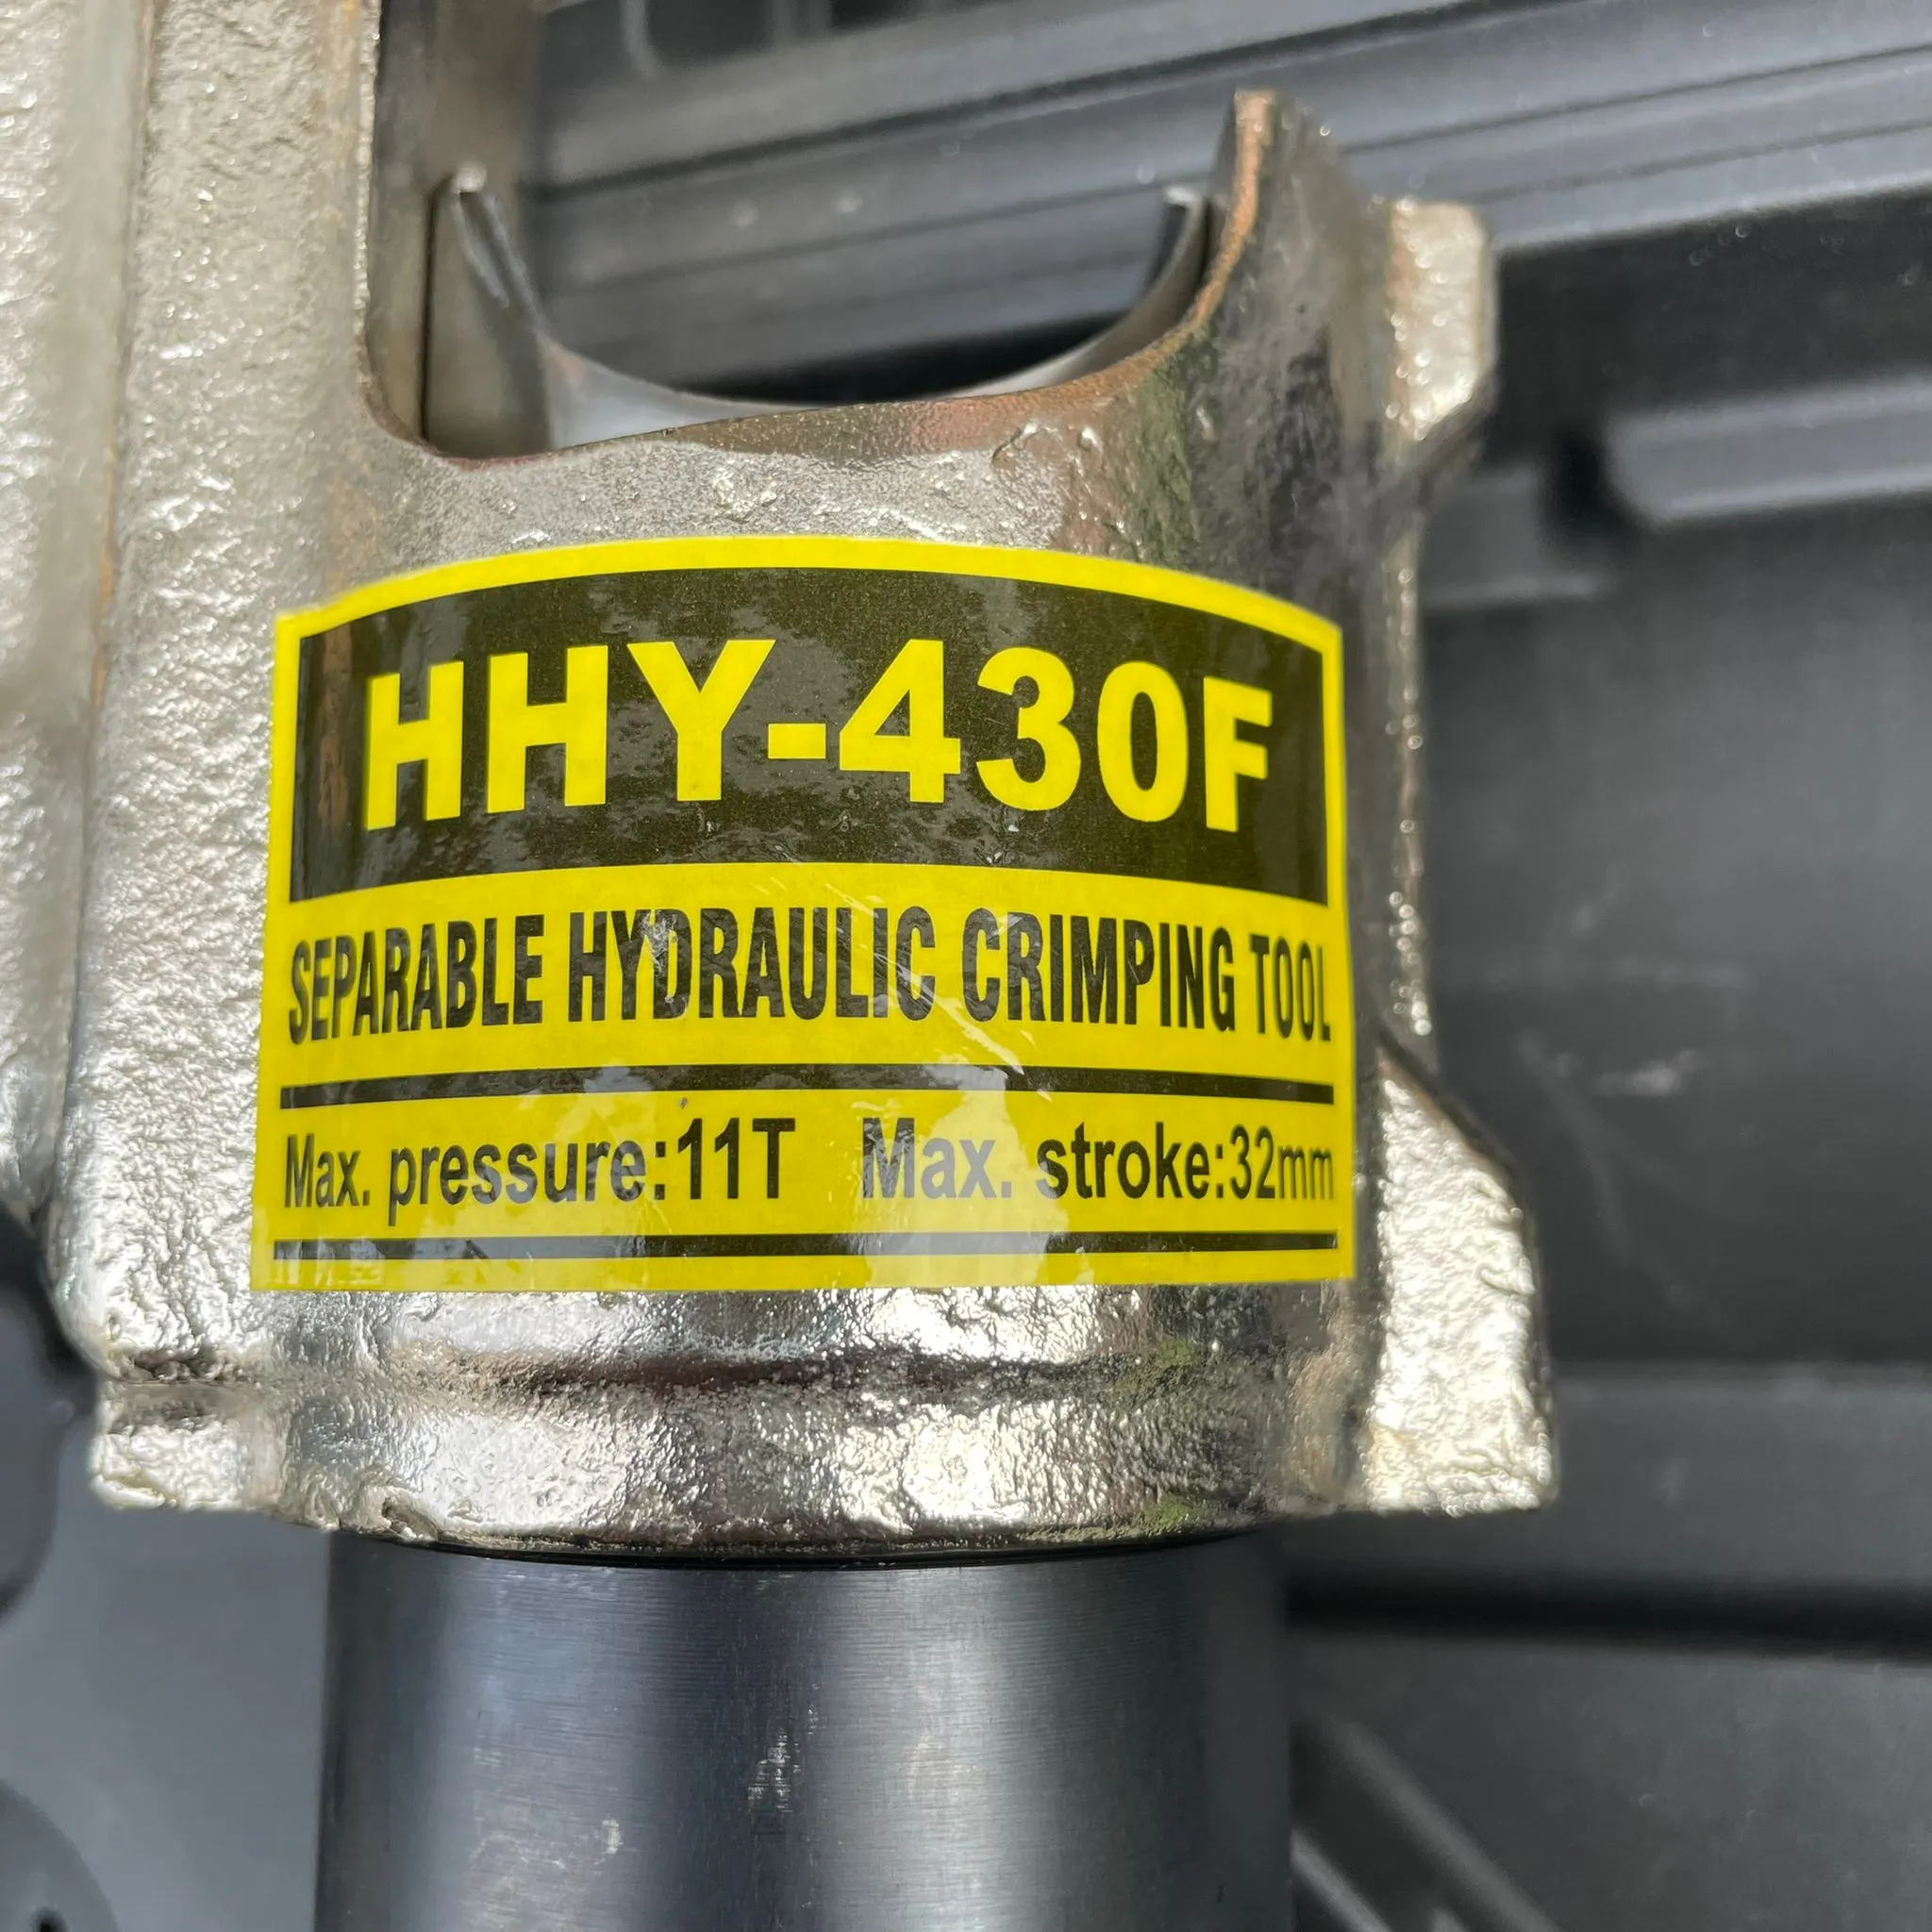 HHY-430F
SEPARABLE HYDRAULIC CRIMPING TOOL
Max. pressure:11T Max. stroke:32mm